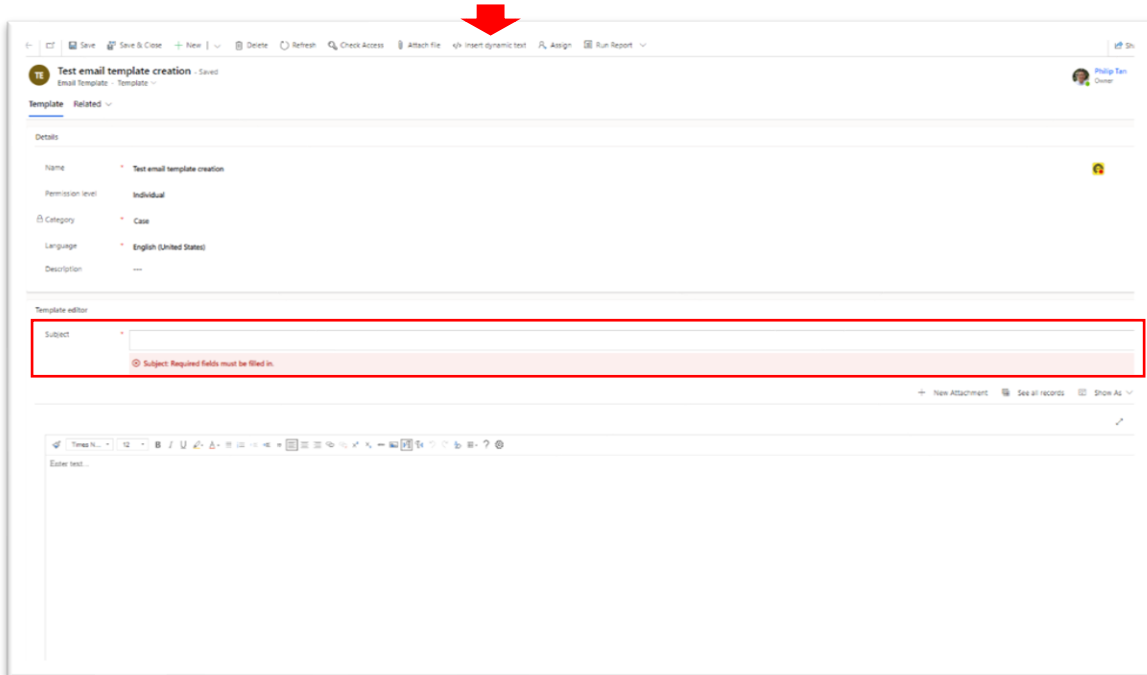 Save Save & Close New Delete Refresh Check Access Attach file Insert dynamic text Assign Run Report Sh
TE Test email template creation - Saved Philip Tan
Email Template · Template Owner
Template Related
Details
Name * Test email template creation
Permission level Individual
Category * Case
Language * English (United States)
Description ---
Template editor
Subject *
Subject: Required fields must be filled in.
New Attachment See all records Show As
Times N... 12 B I U A
Enter text...